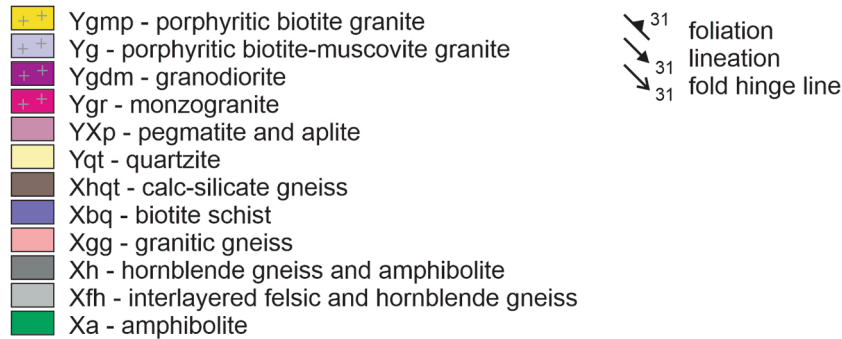 Ygmp - porphyritic biotite granite
Yg - porphyritic biotite-muscovite granite
Ygdm - granodiorite
Ygr - monzogranite
YXp - pegmatite and aplite
Yqt - quartzite
Xhqt - calc-silicate gneiss
Xbq - biotite schist
Xgg - granitic gneiss
Xh - hornblende gneiss and amphibolite
Xfh - interlayered felsic and hornblende gneiss
Xa - amphibolite
31 foliation
31 lineation
31 fold hinge line